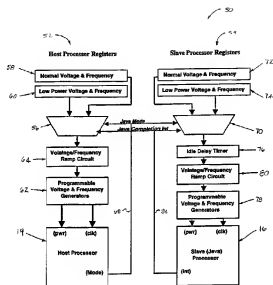 50
52
54
Host Processor Registers
Slave Processor Registers
58
Normal Voltage & Frequency
Normal Voltage & Frequency
72
60
Low Power Voltage & Frequency
Low Power Voltage & Frequency
74
Java Mode
56
70
Java Completion Int
Idle Delay Timer
76
Voltage/Frequency
Ramp Circuit
64
Voltage/Frequency
Ramp Circuit
80
Programmable
Voltage & Frequency
Generators
62
Programmable
Voltage & Frequency
Generators
78
(pwr)
(clk)
(pwr)
(clk)
14
16
Host Processor
Slave (Java)
Processor
(Mode)
(Int)